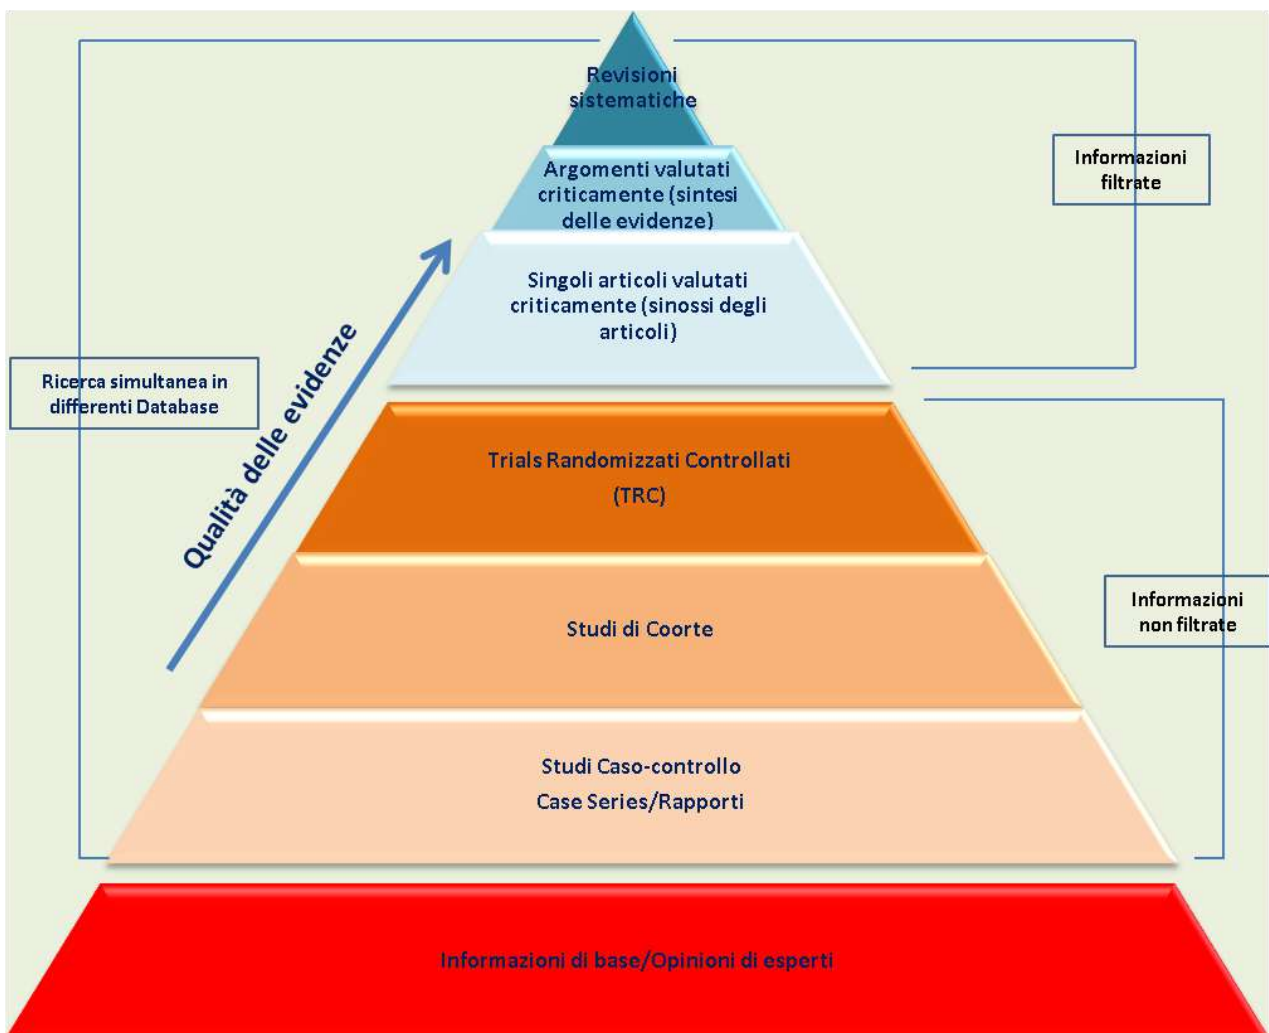 Revisioni
sistematiche
Argomenti valutati
criticamente (sintesi
delle evidenze)
Singoli articoli valutati
criticamente (sinossi degli
articoli)
Informazioni
filtrate
Qualità delle evidenze
Ricerca simultanea in
differenti Database
Trials Randomizzati Controllati
(TRC)
Studi di Coorte
Informazioni
non filtrate
Studi Caso-controllo
Case Series/Rapporti
Informazioni di base/Opinioni di esperti